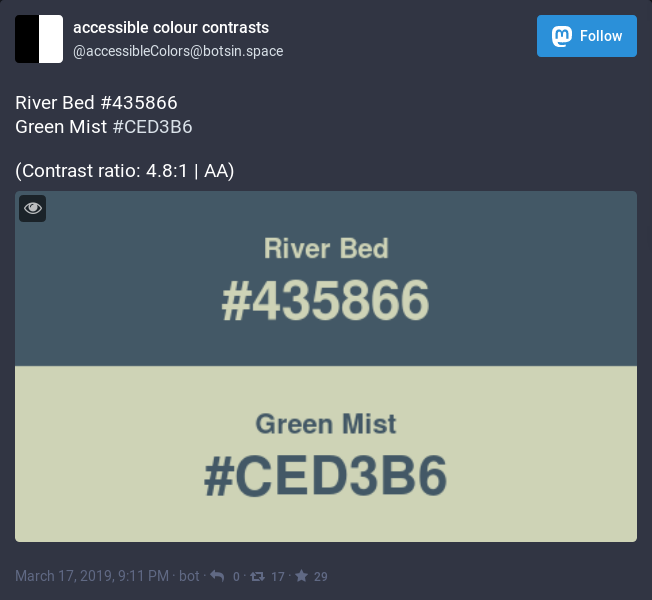 accessible colour contrasts
@accessibleColors@botsin.space
Follow
River Bed #435866
Green Mist #CED3B6
(Contrast ratio: 4.8:1 | AA)
River Bed
#435866
Green Mist
#CED3B6
March 17, 2019, 9:11 PM · bot · 0 · 17 · 29